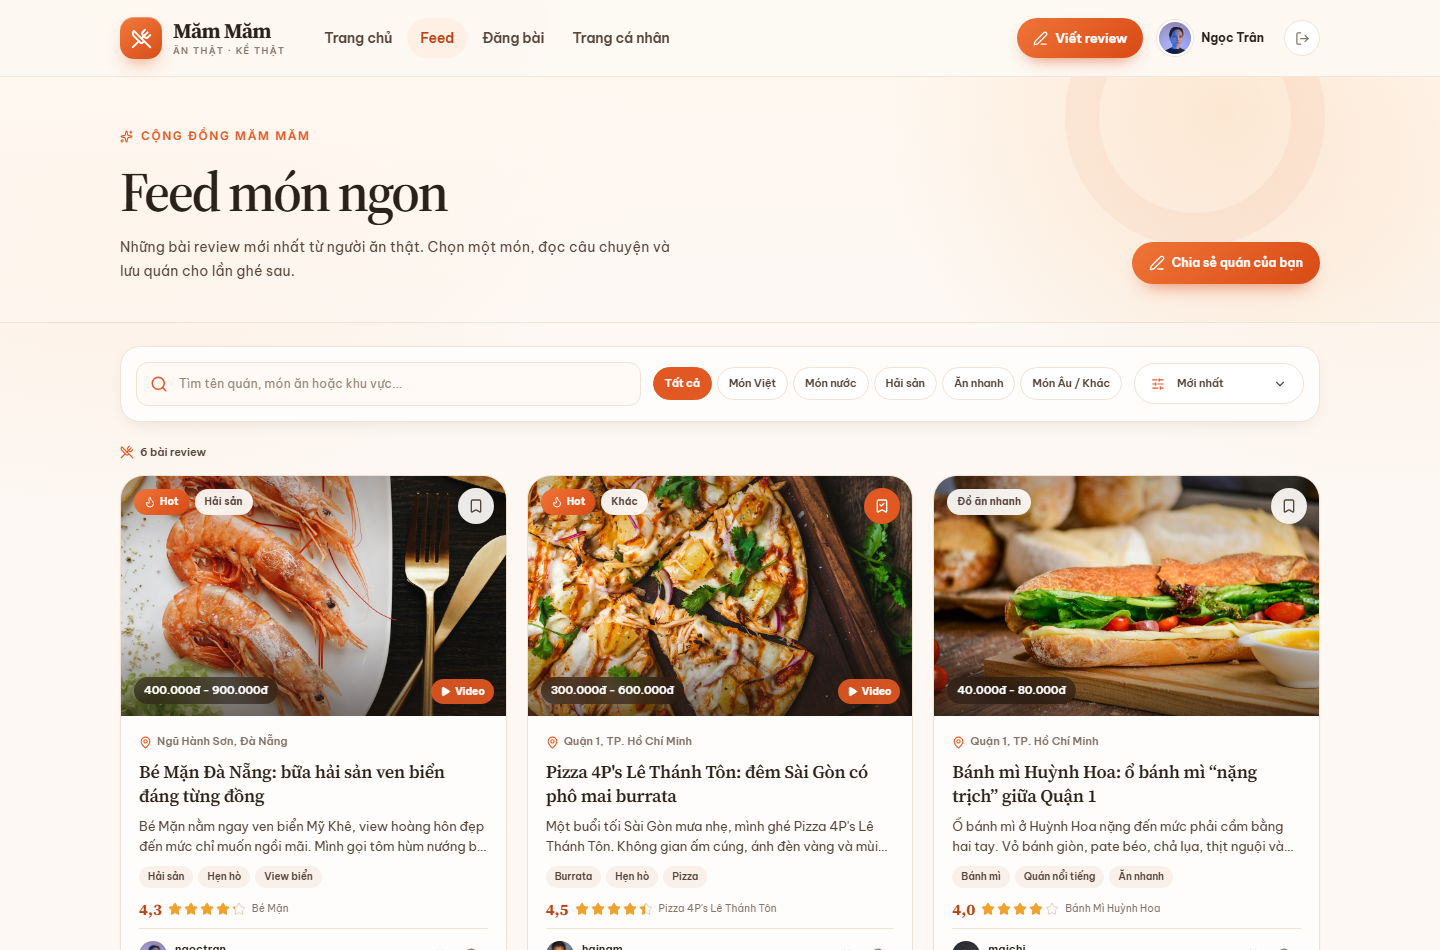 Măm Măm
ĂN THẬT · KỂ THẬT
Trang chủ
Feed
Đăng bài
Trang cá nhân
Viết review
Ngọc Trân
CỘNG ĐỒNG MĂM MĂM
Feed món ngon
Những bài review mới nhất từ người ăn thật. Chọn một món, đọc câu chuyện và
lưu quán cho lần ghé sau.
Chia sẻ quán của bạn
Tìm tên quán, món ăn hoặc khu vực...
Tất cả
Món Việt
Món nước
Hải sản
Ăn nhanh
Món Âu / Khác
Mới nhất
6 bài review
Hot
Hải sản
400.000đ – 900.000đ
Video
Ngũ Hành Sơn, Đà Nẵng
Bé Mặn Đà Nẵng: bữa hải sản ven biển
đáng từng đồng
Bé Mặn nằm ngay ven biển Mỹ Khê, view hoàng hôn đẹp
đến mức chỉ muốn ngồi mãi. Mình gọi tôm hùm nướng b...
Hải sản
Hẹn hò
View biển
4,3
Bé Mặn
ngoctran
Hot
Khác
300.000đ – 600.000đ
Video
Quận 1, TP. Hồ Chí Minh
Pizza 4P's Lê Thánh Tôn: đêm Sài Gòn có
phô mai burrata
Một buổi tối Sài Gòn mưa nhẹ, mình ghé Pizza 4P's Lê
Thánh Tôn. Không gian ấm cúng, ánh đèn vàng và mùi...
Burrata
Hẹn hò
Pizza
4,5
Pizza 4P's Lê Thánh Tôn
hainam
Đồ ăn nhanh
40.000đ – 80.000đ
Quận 1, TP. Hồ Chí Minh
Bánh mì Huỳnh Hoa: ổ bánh mì “nặng
trịch” giữa Quận 1
Ổ bánh mì ở Huỳnh Hoa nặng đến mức phải cầm bằng
hai tay. Vỏ bánh giòn, pate béo, chả lụa, thịt nguội và...
Bánh mì
Quán nổi tiếng
Ăn nhanh
4,0
Bánh Mì Huỳnh Hoa
maichi